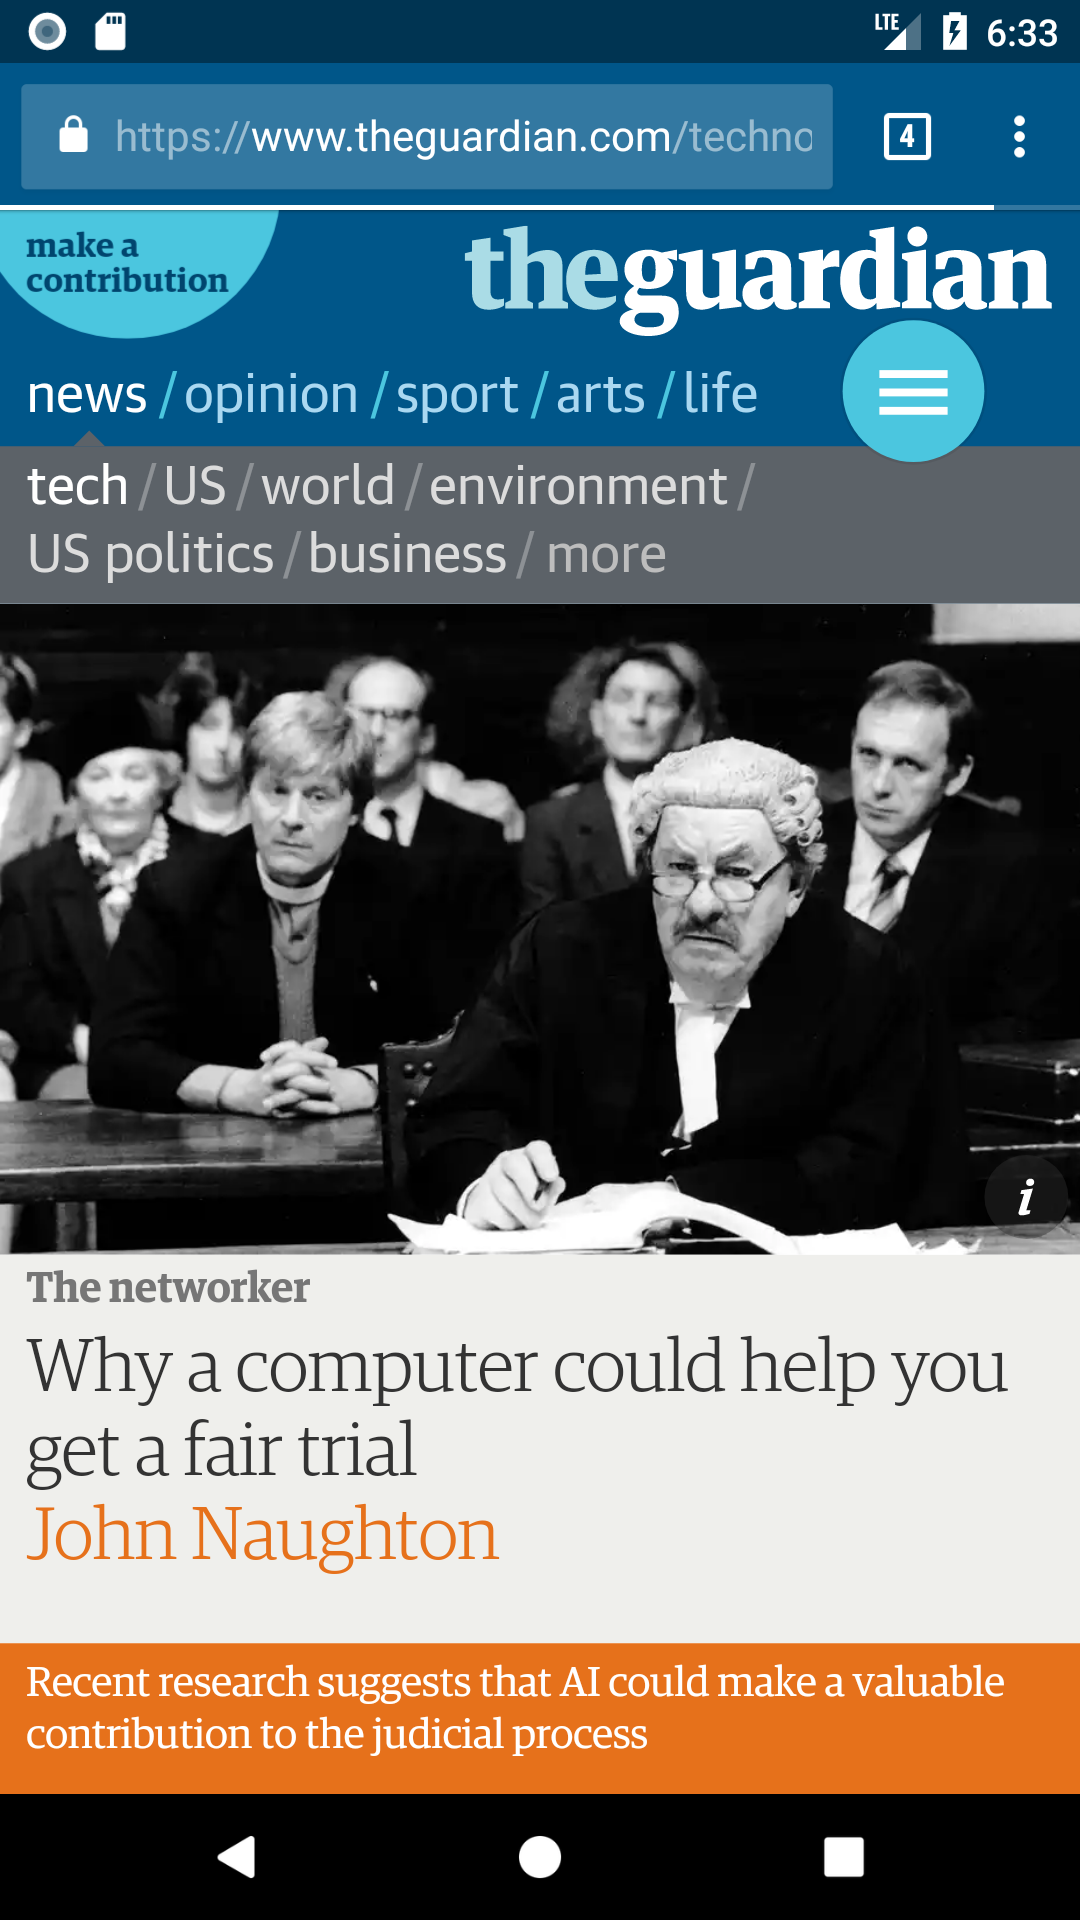 LTE 6:33
https://www.theguardian.com/techno 4
make a
contribution
theguardian
news / opinion / sport / arts / life
tech / US / world / environment /
US politics / business / more
i
The networker
Why a computer could help you
get a fair trial
John Naughton
Recent research suggests that AI could make a valuable
contribution to the judicial process